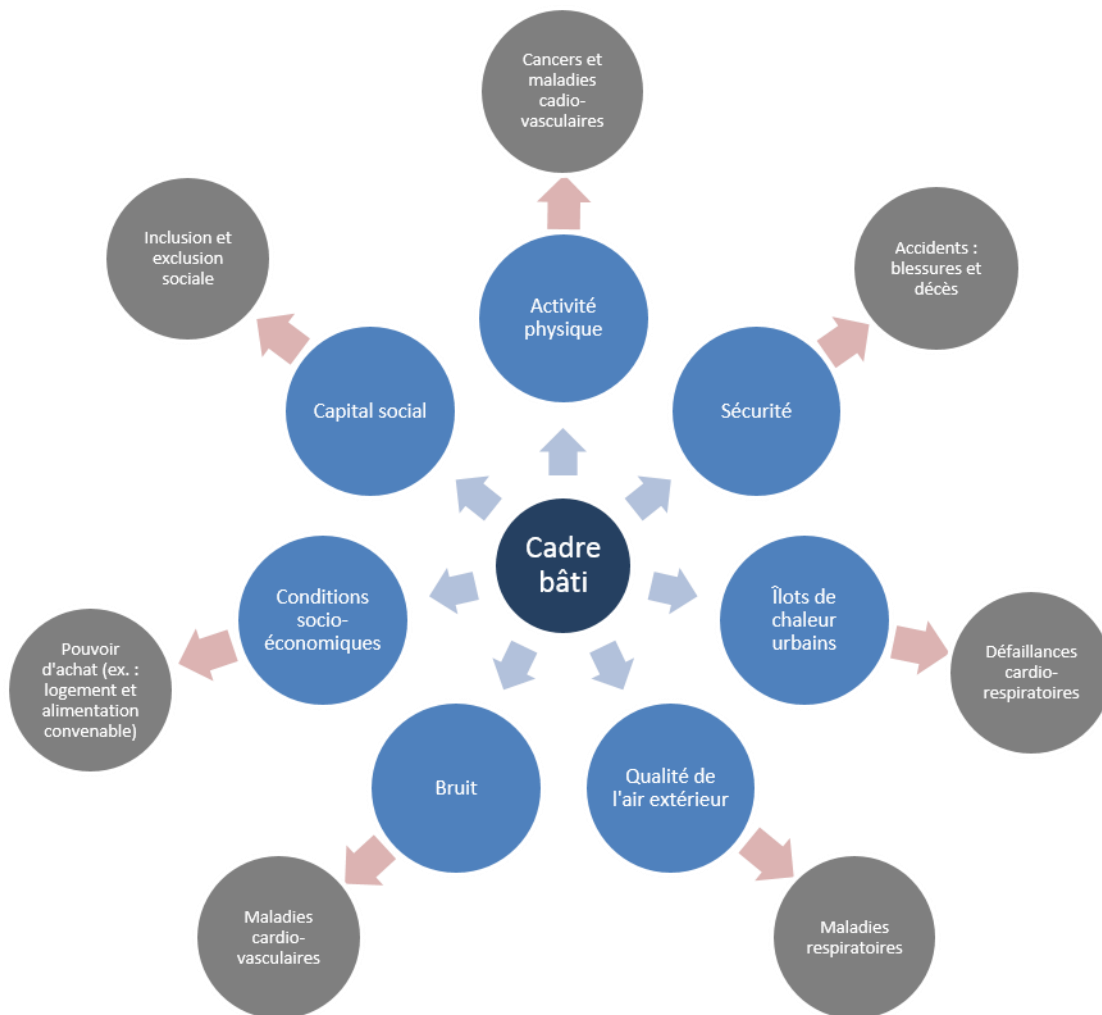 Cancers et
maladies
cadio-
vasculaires
Inclusion et
exclusion
sociale
Accidents :
blessures et
décès
Activité
physique
Capital social
Sécurité
Cadre
bâti
Conditions
socio-
économiques
Îlots de
chaleur
urbains
Pouvoir
d'achat (ex. :
logement et
alimentation
convenable)
Défaillances
cardio-
respiratoires
Bruit
Qualité de
l'air extérieur
Maladies
cardio-
vasculaires
Maladies
respiratoires